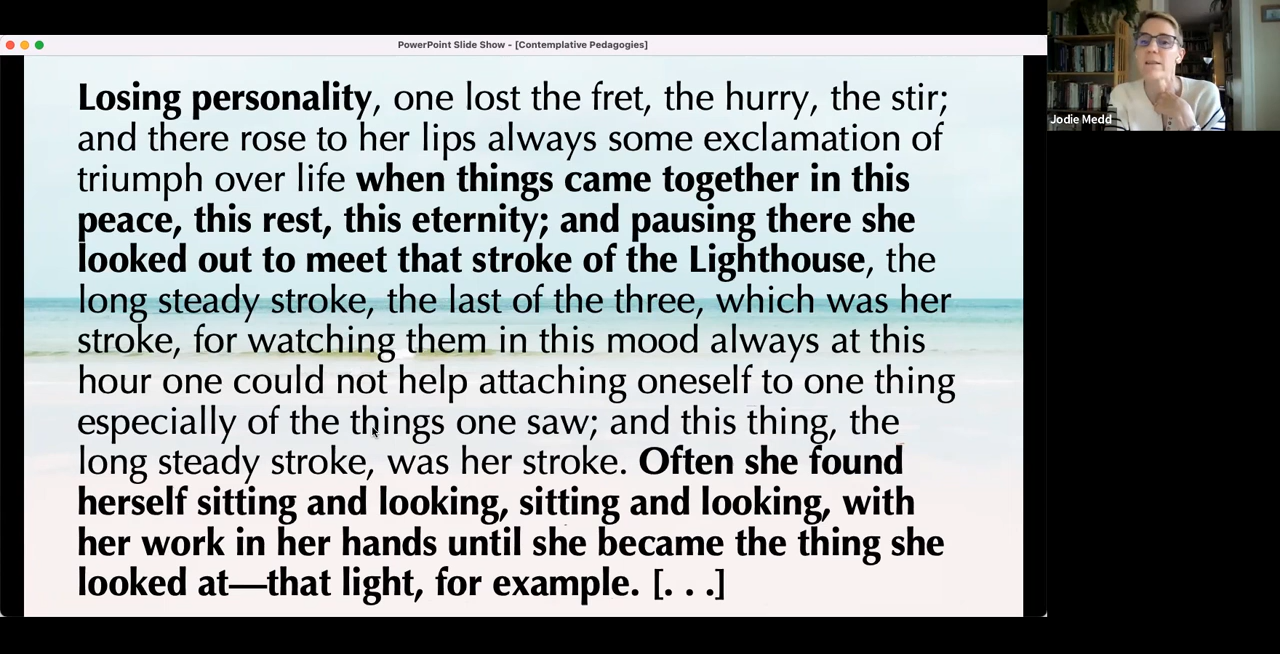 PowerPoint Slide Show - [Contemplative Pedagogies]
Losing personality, one lost the fret, the hurry, the stir;
and there rose to her lips always some exclamation of
triumph over life when things came together in this
peace, this rest, this eternity; and pausing there she
looked out to meet that stroke of the Lighthouse, the
long steady stroke, the last of the three, which was her
stroke, for watching them in this mood always at this
hour one could not help attaching oneself to one thing
especially of the things one saw; and this thing, the
long steady stroke, was her stroke. Often she found
herself sitting and looking, sitting and looking, with
her work in her hands until she became the thing she
looked at—that light, for example. [. . .]
Jodie Medd